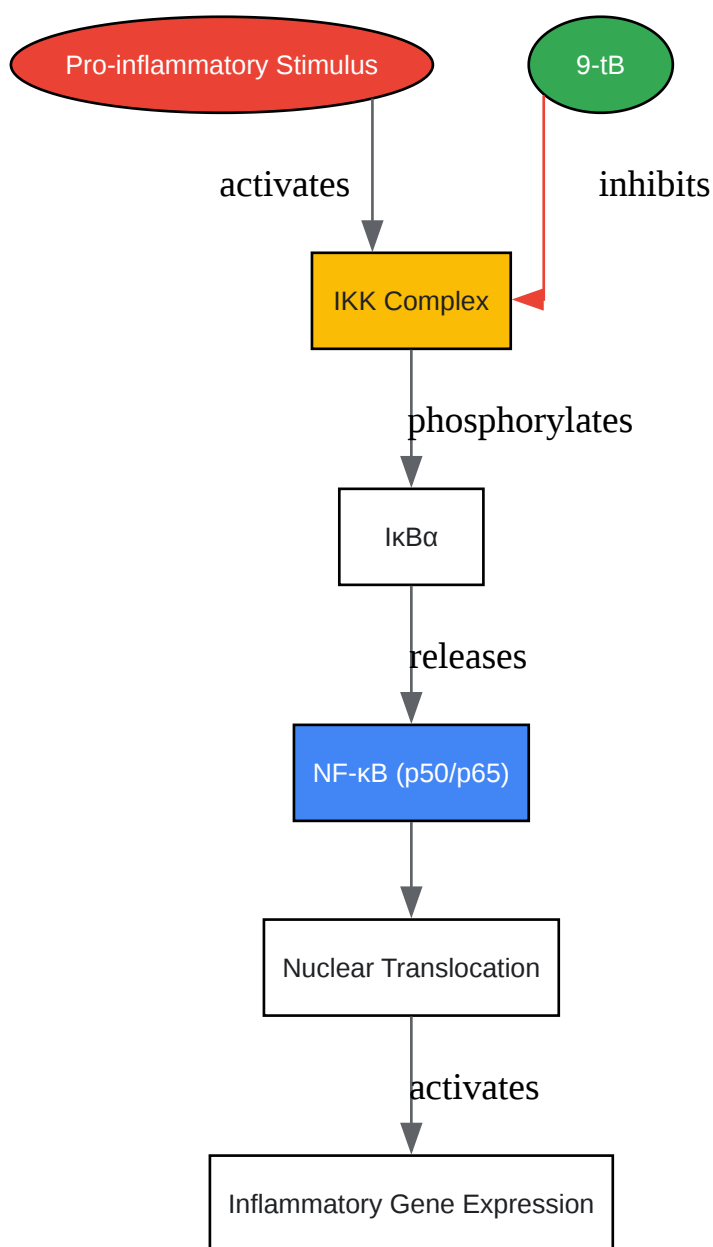 Pro-inflammatory Stimulus
9-tB
activates
inhibits
IKK Complex
phosphorylates
IκBα
releases
NF-κB (p50/p65)
Nuclear Translocation
activates
Inflammatory Gene Expression